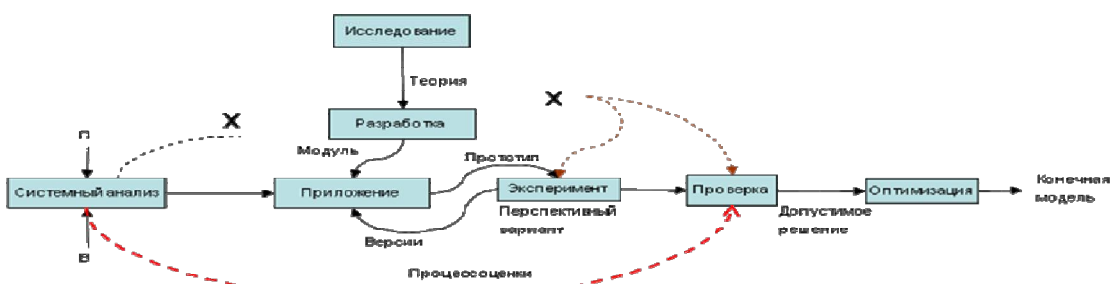 Исследование
Теория
Х
Х
Разработка
П
Модуль
Прототип
Системный анализ
Приложение
Эксперимент
Проверка
Оптимизация
Конечная
модель
Перспективный
вариант
Допустимое
решение
Версии
В
Процессоценки